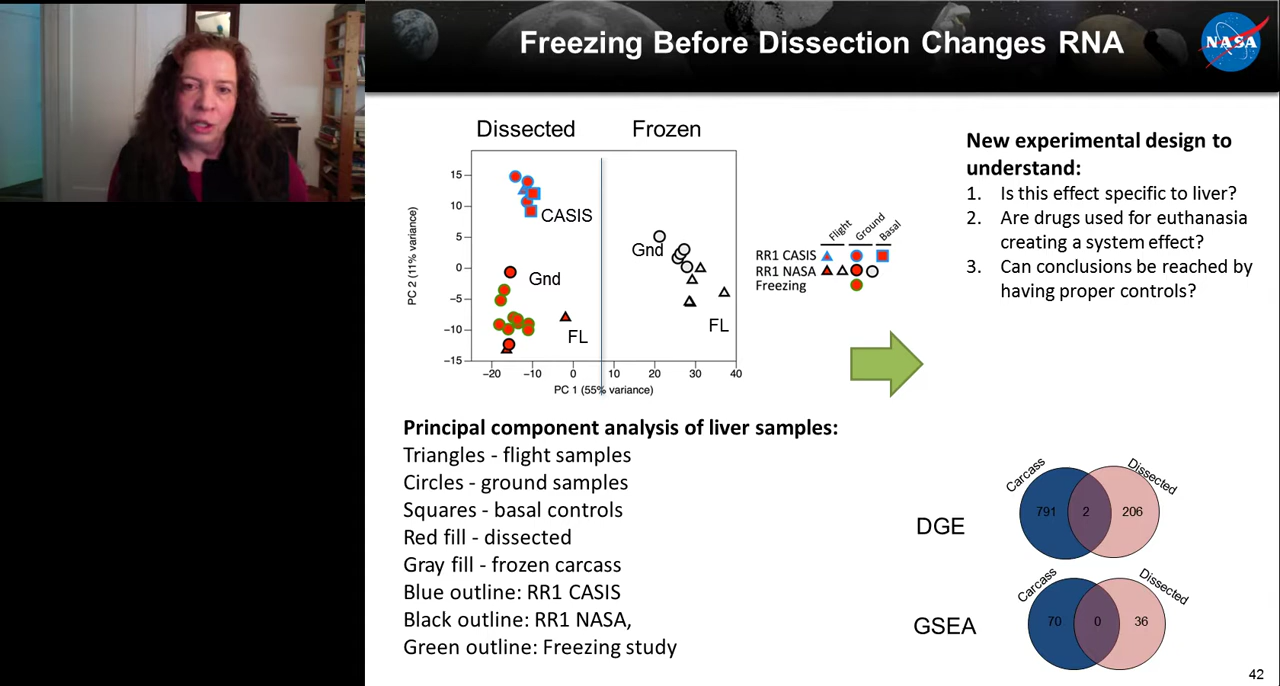 Freezing Before Dissection Changes RNA
NASA
Dissected
Frozen
15
10
5
0
−5
−10
−15
PC 2 (11% variance)
CASIS
Gnd
FL
Gnd
FL
−20
−10
0
10
20
30
40
PC 1 (55% variance)
Flight
Ground
Basal
RR1 CASIS
RR1 NASA
Freezing
New experimental design to
understand:
1. Is this effect specific to liver?
2. Are drugs used for euthanasia
creating a system effect?
3. Can conclusions be reached by
having proper controls?
Principal component analysis of liver samples:
Triangles - flight samples
Circles - ground samples
Squares - basal controls
Red fill - dissected
Gray fill - frozen carcass
Blue outline: RR1 CASIS
Black outline: RR1 NASA,
Green outline: Freezing study
DGE
Carcass
Dissected
791
2
206
GSEA
Carcass
Dissected
70
0
36
42